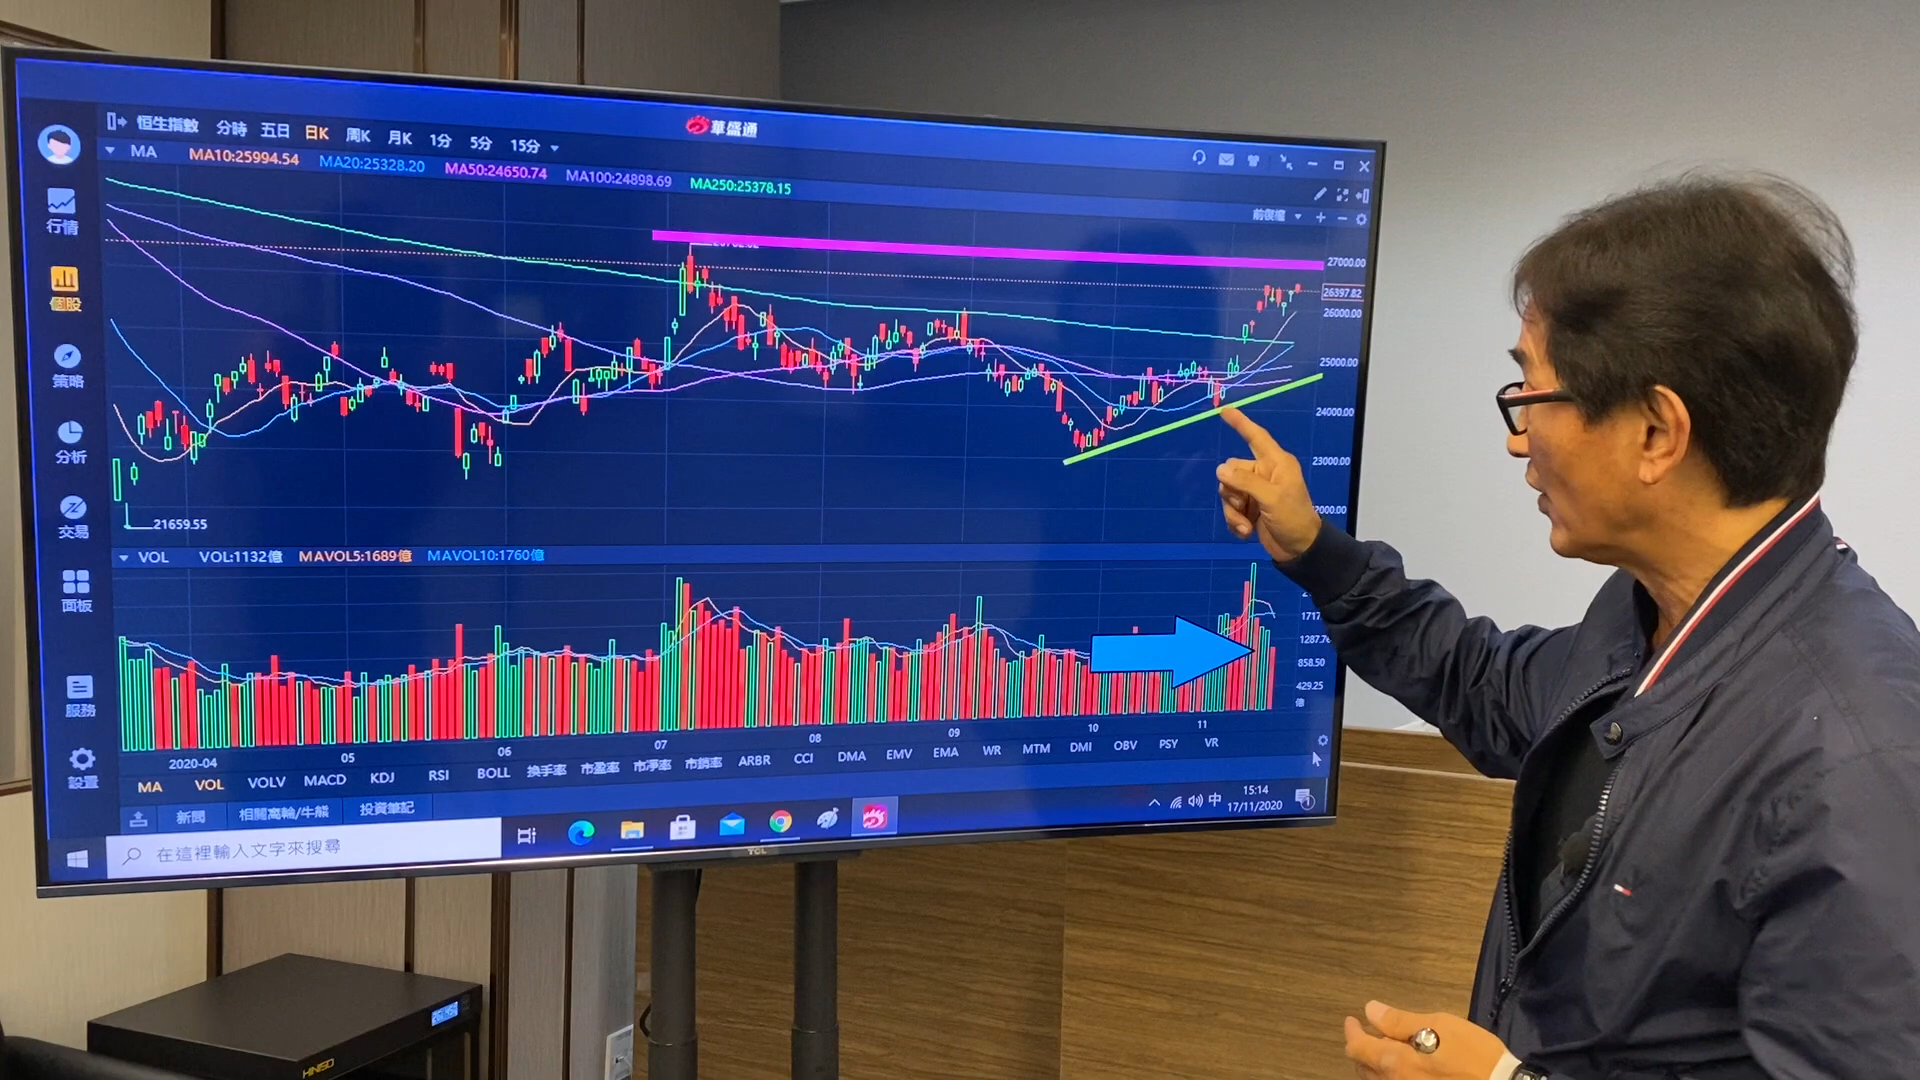 華盛通
恒生指數 分時 五日 日K 周K 月K 1分 5分 15分
MA MA10:25994.54 MA20:25328.20 MA50:24650.74 MA100:24898.69 MA250:25378.15
前復權
行情
個股
策略
分析
交易
面板
服務
設置
27000.00
26397.82
26000.00
25000.00
24000.00
23000.00
21659.55
VOL VOL:1132億 MAVOL5:1689億 MAVOL10:1760億
1287.7
858.50
429.25
億
2020-04 05 06 07 08 09 10 11
MA VOL VOLV MACD KDJ RSI BOLL 換手率 市盈率 市淨率 市銷率 ARBR CCI DMA EMV EMA WR MTM DMI OBV PSY VR
新聞 相關窩輪/牛熊 投資筆記
在這裡輸入文字來搜尋
中
15:14
17/11/2020
1
TCL